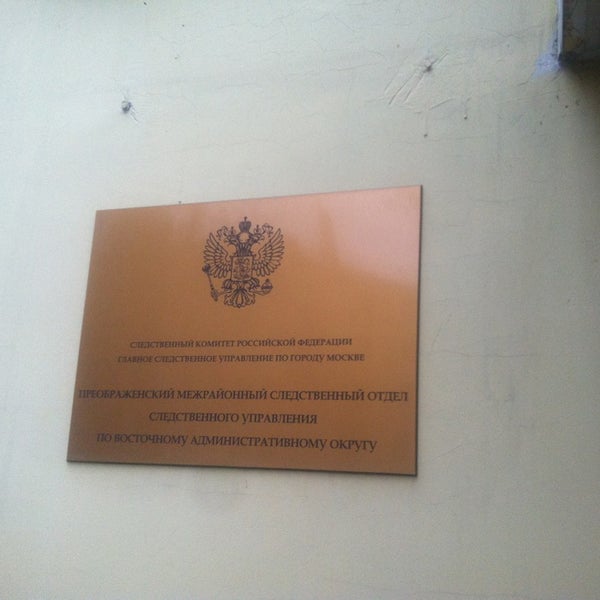 СЛЕДСТВЕННЫЙ КОМИТЕТ РОССИЙСКОЙ ФЕДЕРАЦИИ
ГЛАВНОЕ СЛЕДСТВЕННОЕ УПРАВЛЕНИЕ ПО ГОРОДУ МОСКВЕ
ПРЕОБРАЖЕНСКИЙ МЕЖРАЙОННЫЙ СЛЕДСТВЕННЫЙ ОТДЕЛ
СЛЕДСТВЕННОГО УПРАВЛЕНИЯ
ПО ВОСТОЧНОМУ АДМИНИСТРАТИВНОМУ ОКРУГУ